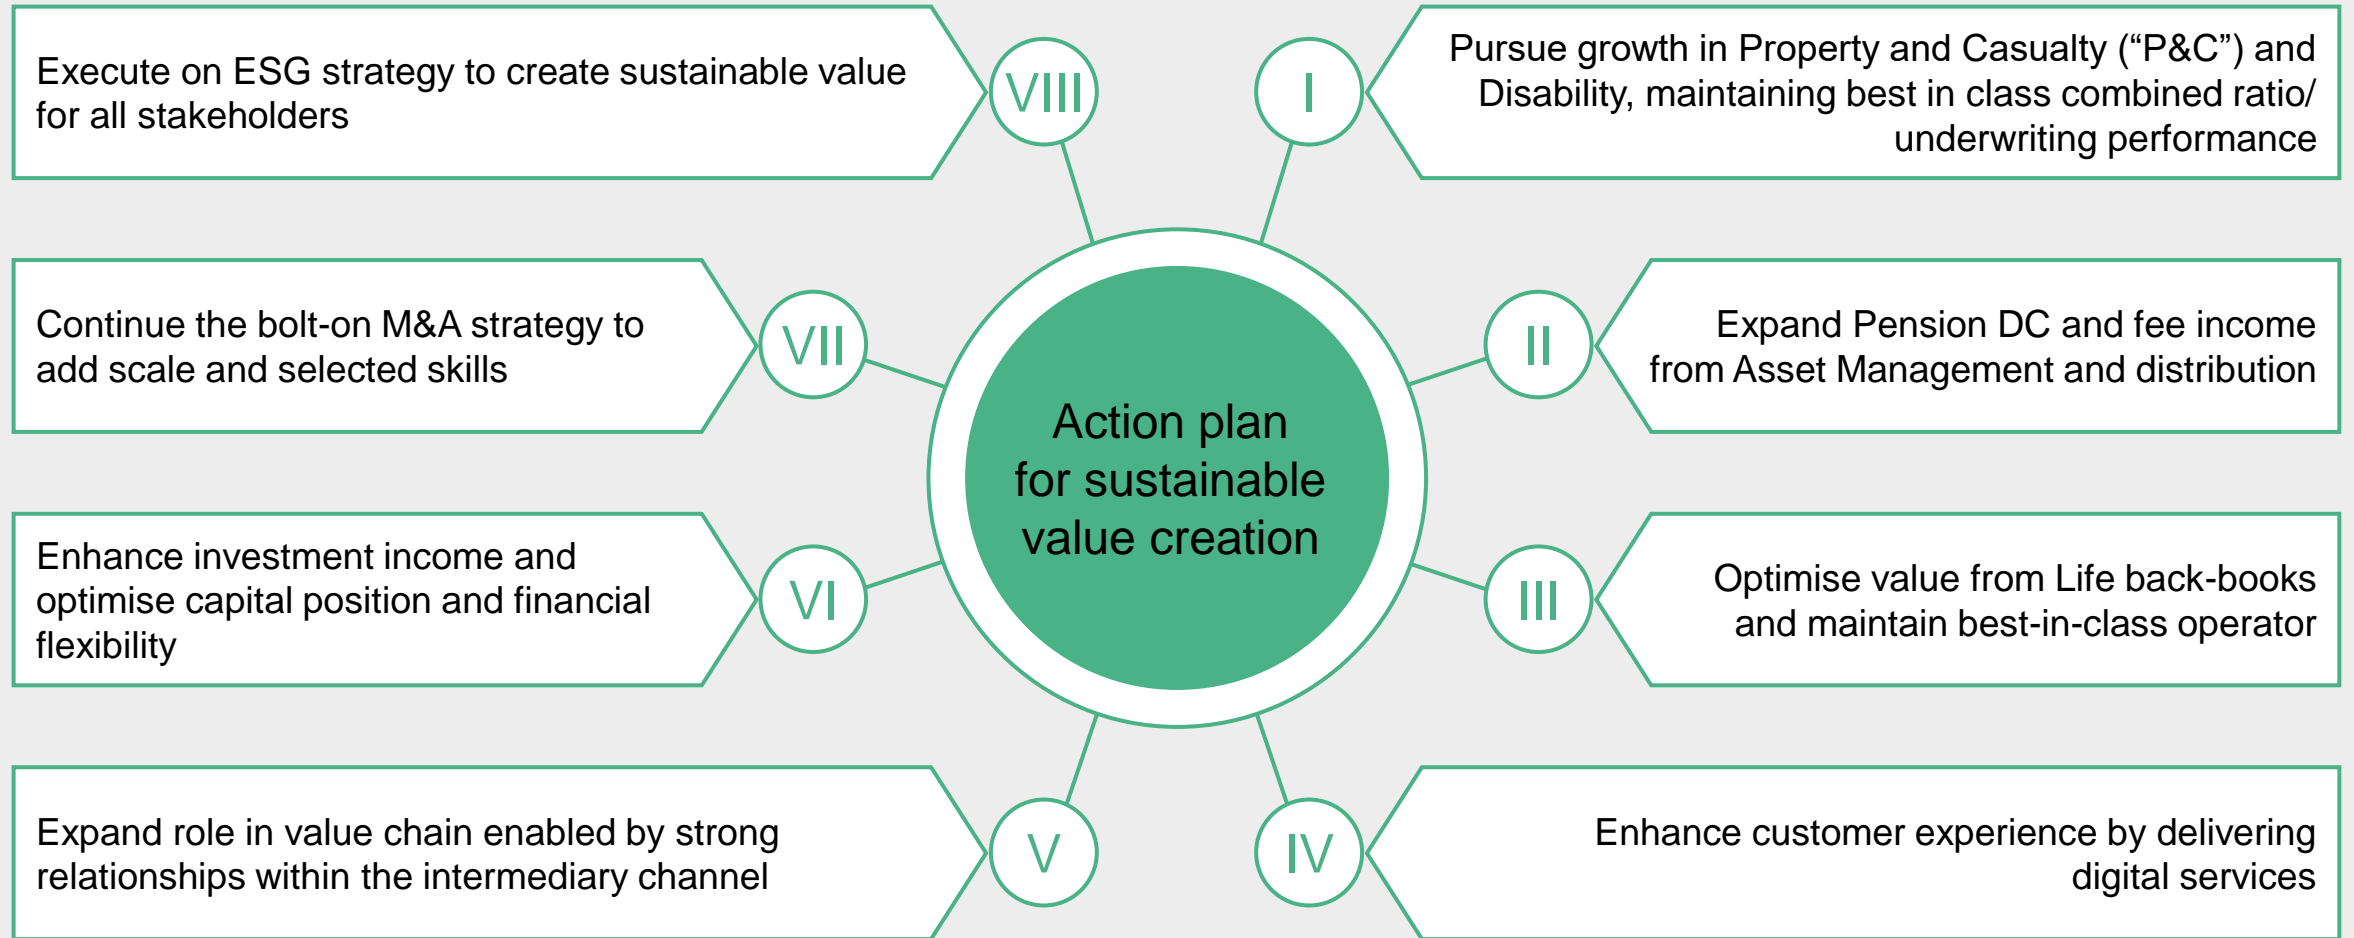 Action plan
for sustainable
value creation
I
Pursue growth in Property and Casualty (“P&C”) and
Disability, maintaining best in class combined ratio/
underwriting performance
II
Expand Pension DC and fee income
from Asset Management and distribution
III
Optimise value from Life back-books
and maintain best-in-class operator
IV
Enhance customer experience by delivering
digital services
V
Expand role in value chain enabled by strong
relationships within the intermediary channel
VI
Enhance investment income and
optimise capital position and financial
flexibility
VII
Continue the bolt-on M&A strategy to
add scale and selected skills
VIII
Execute on ESG strategy to create sustainable value
for all stakeholders